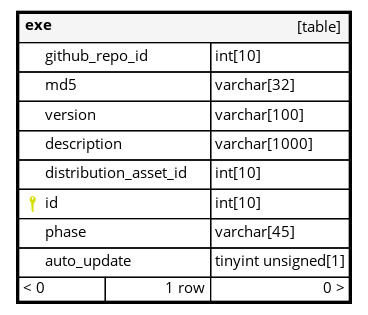 exe [table]
github_repo_id int[10]
md5 varchar[32]
version varchar[100]
description varchar[1000]
distribution_asset_id int[10]
id int[10]
phase varchar[45]
auto_update tinyint unsigned[1]
< 0 1 row 0 >